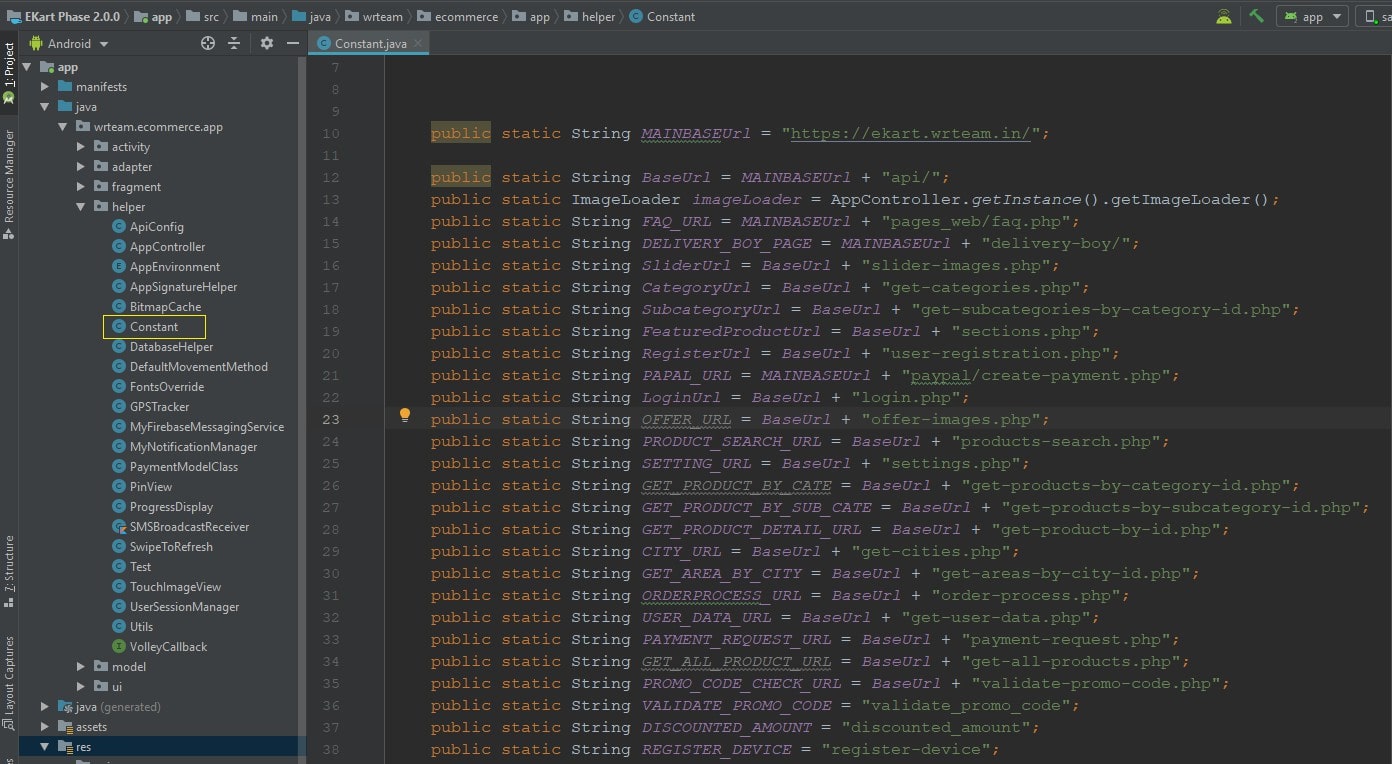 EKart Phase 2.0.0 app src main java wrteam ecommerce app helper Constant app
Android Constant.java
1: Project
Resource Manager
7: Structure
Layout Captures
app
manifests
java
wrteam.ecommerce.app
activity
adapter
fragment
helper
ApiConfig
AppController
AppEnvironment
AppSignatureHelper
BitmapCache
Constant
DatabaseHelper
DefaultMovementMethod
FontsOverride
GPSTracker
MyFirebaseMessagingService
MyNotificationManager
PaymentModelClass
PinView
ProgressDisplay
SMSBroadcastReceiver
SwipeToRefresh
Test
TouchImageView
UserSessionManager
Utils
VolleyCallback
model
ui
java (generated)
assets
res
7
8
9
10 public static String MAINBASEUrl = "https://ekart.wrteam.in/";
11
12 public static String BaseUrl = MAINBASEUrl + "api/";
13 public static ImageLoader imageLoader = AppController.getInstance().getImageLoader();
14 public static String FAQ_URL = MAINBASEUrl + "pages_web/faq.php";
15 public static String DELIVERY_BOY_PAGE = MAINBASEUrl + "delivery-boy/";
16 public static String SliderUrl = BaseUrl + "slider-images.php";
17 public static String CategoryUrl = BaseUrl + "get-categories.php";
18 public static String SubcategoryUrl = BaseUrl + "get-subcategories-by-category-id.php";
19 public static String FeaturedProductUrl = BaseUrl + "sections.php";
20 public static String RegisterUrl = BaseUrl + "user-registration.php";
21 public static String PAPAL_URL = MAINBASEUrl + "paypal/create-payment.php";
22 public static String LoginUrl = BaseUrl + "login.php";
23 public static String OFFER_URL = BaseUrl + "offer-images.php";
24 public static String PRODUCT_SEARCH_URL = BaseUrl + "products-search.php";
25 public static String SETTING_URL = BaseUrl + "settings.php";
26 public static String GET_PRODUCT_BY_CATE = BaseUrl + "get-products-by-category-id.php";
27 public static String GET_PRODUCT_BY_SUB_CATE = BaseUrl + "get-products-by-subcategory-id.php";
28 public static String GET_PRODUCT_DETAIL_URL = BaseUrl + "get-product-by-id.php";
29 public static String CITY_URL = BaseUrl + "get-cities.php";
30 public static String GET_AREA_BY_CITY = BaseUrl + "get-areas-by-city-id.php";
31 public static String ORDERPROCESS_URL = BaseUrl + "order-process.php";
32 public static String USER_DATA_URL = BaseUrl + "get-user-data.php";
33 public static String PAYMENT_REQUEST_URL = BaseUrl + "payment-request.php";
34 public static String GET_ALL_PRODUCT_URL = BaseUrl + "get-all-products.php";
35 public static String PROMO_CODE_CHECK_URL = BaseUrl + "validate-promo-code.php";
36 public static String VALIDATE_PROMO_CODE = "validate_promo_code";
37 public static String DISCOUNTED_AMOUNT = "discounted_amount";
38 public static String REGISTER_DEVICE = "register-device";